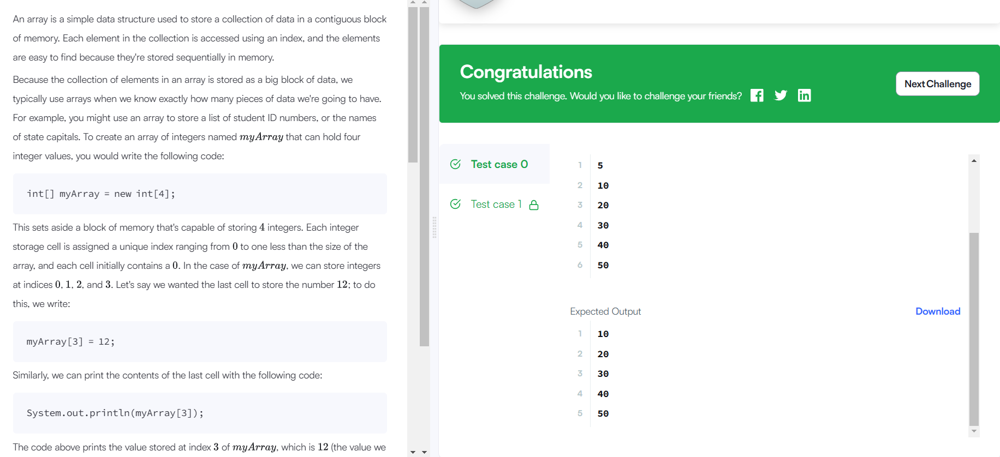 An array is a simple data structure used to store a collection of data in a contiguous block
of memory. Each element in the collection is accessed using an index, and the elements
are easy to find because they're stored sequentially in memory.
Because the collection of elements in an array is stored as a big block of data, we
typically use arrays when we know exactly how many pieces of data we're going to have.
For example, you might use an array to store a list of student ID numbers, or the names
of state capitals. To create an array of integers named myArray that can hold four
integer values, you would write the following code:
int[] myArray = new int[4];
This sets aside a block of memory that's capable of storing 4 integers. Each integer
storage cell is assigned a unique index ranging from 0 to one less than the size of the
array, and each cell initially contains a 0. In the case of myArray, we can store integers
at indices 0, 1, 2, and 3. Let's say we wanted the last cell to store the number 12; to do
this, we write:
myArray[3] = 12;
Similarly, we can print the contents of the last cell with the following code:
System.out.println(myArray[3]);
The code above prints the value stored at index 3 of myArray, which is 12 (the value we
Congratulations
You solved this challenge. Would you like to challenge your friends?
Next Challenge
Test case 0
Test case 1
1 5
2 10
3 20
4 30
5 40
6 50
Expected Output
Download
1 10
2 20
3 30
4 40
5 50